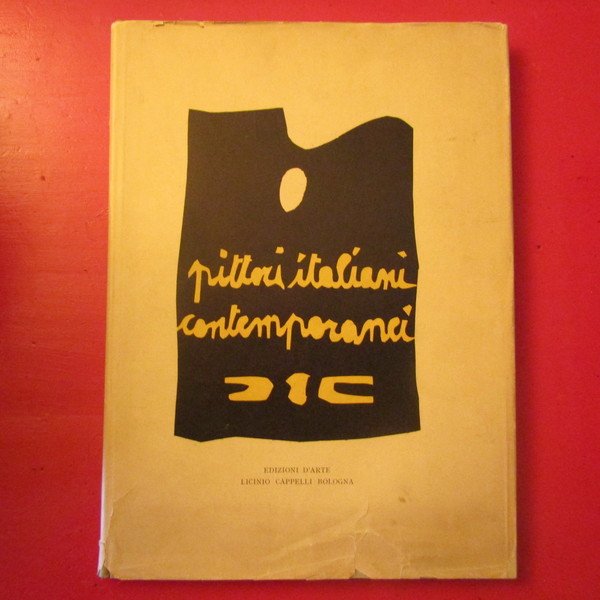 pittori italiani
contemporanei
EDIZIONI D'ARTE
LICINIO CAPPELLI BOLOGNA